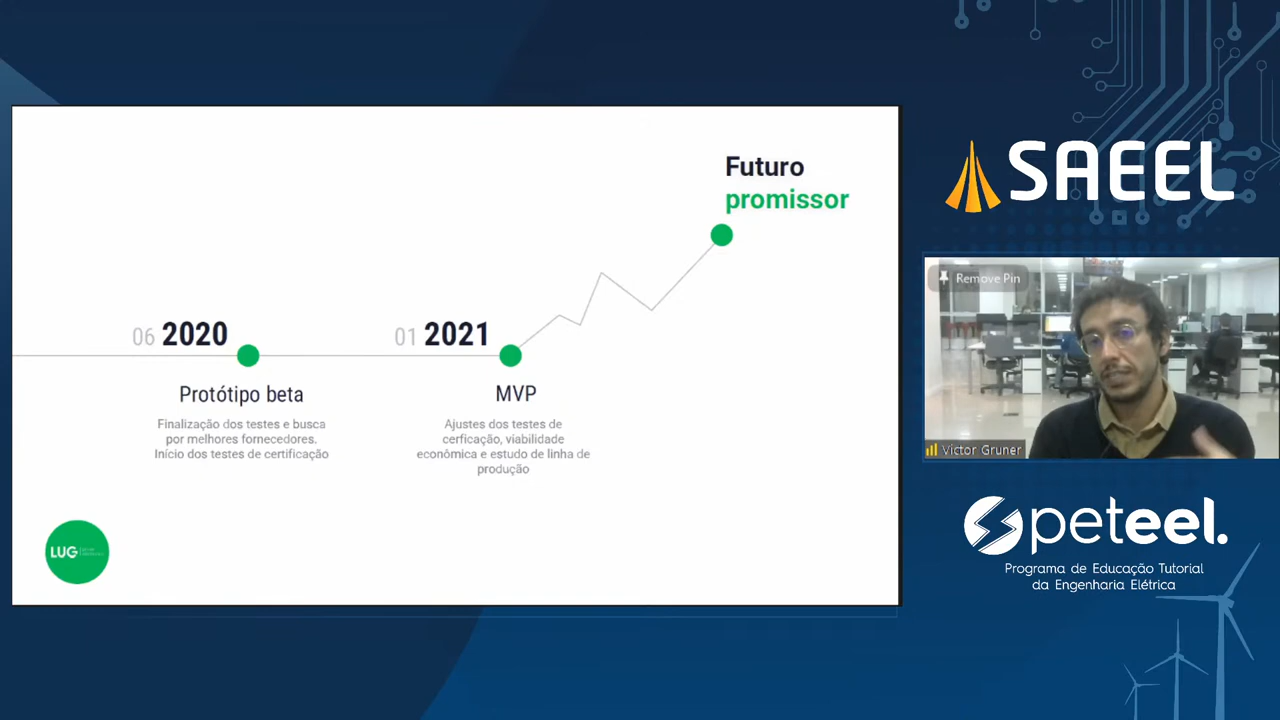 Futuro
promissor
06 2020
Protótipo beta
Finalização dos testes e busca
por melhores fornecedores.
Início dos testes de certificação
01 2021
MVP
Ajustes dos testes de
cerficação, viabilidade
econômica e estudo de linha de
produção
LUG
SAEEL
Remove Pin
Victor Gruner
peteel.
Programa de Educação Tutorial
da Engenharia Elétrica